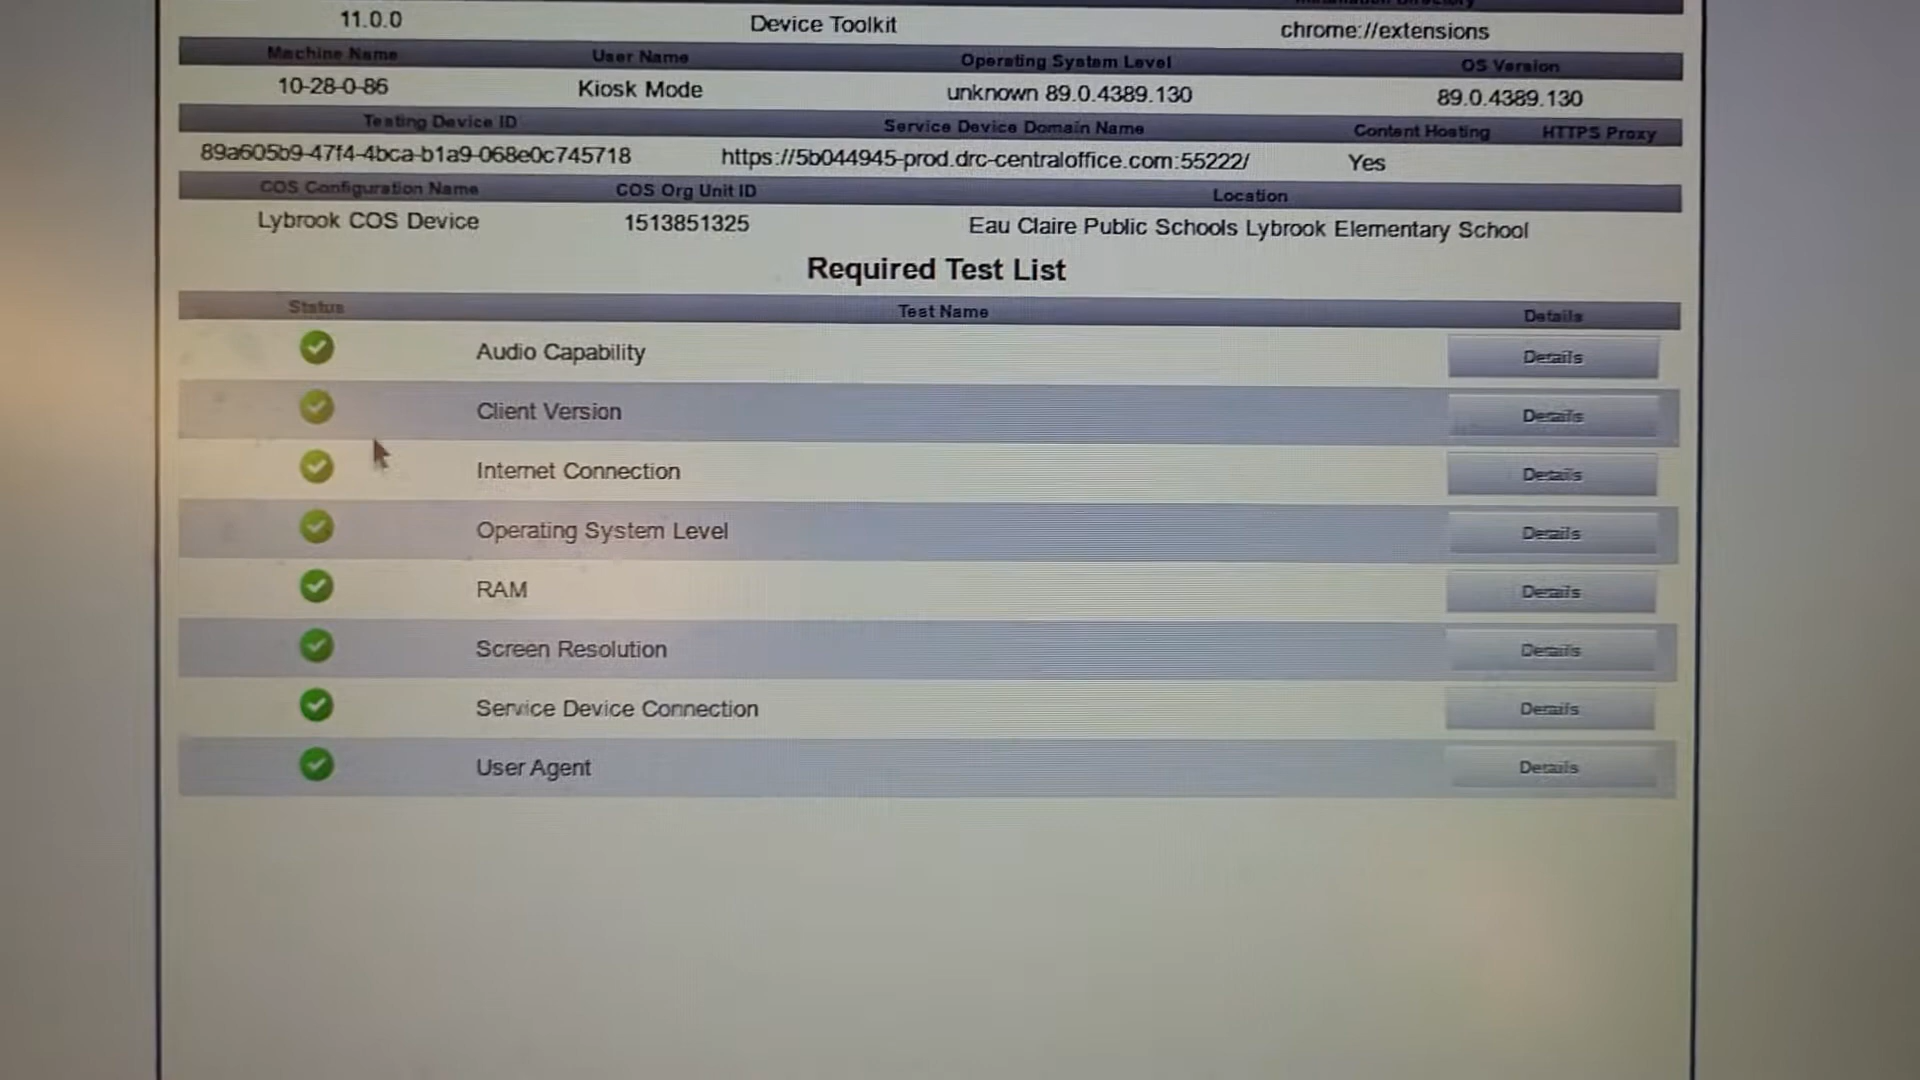 11.0.0 Device Toolkit chrome://extensions
Machine Name User Name Operating System Level OS Version
10-28-0-86 Kiosk Mode unknown 89.0.4389.130 89.0.4389.130
Testing Device ID Service Device Domain Name Content Hosting HTTPS Proxy
89a605b9-47f4-4bca-b1a9-068e0c745718 https://5b044945-prod.drc-centraloffice.com:55222/ Yes
COS Configuration Name COS Org Unit ID Location
Lybrook COS Device 1513851325 Eau Claire Public Schools Lybrook Elementary School
Required Test List
Status Test Name Details
Audio Capability Details
Client Version Details
Internet Connection Details
Operating System Level Details
RAM Details
Screen Resolution Details
Service Device Connection Details
User Agent Details